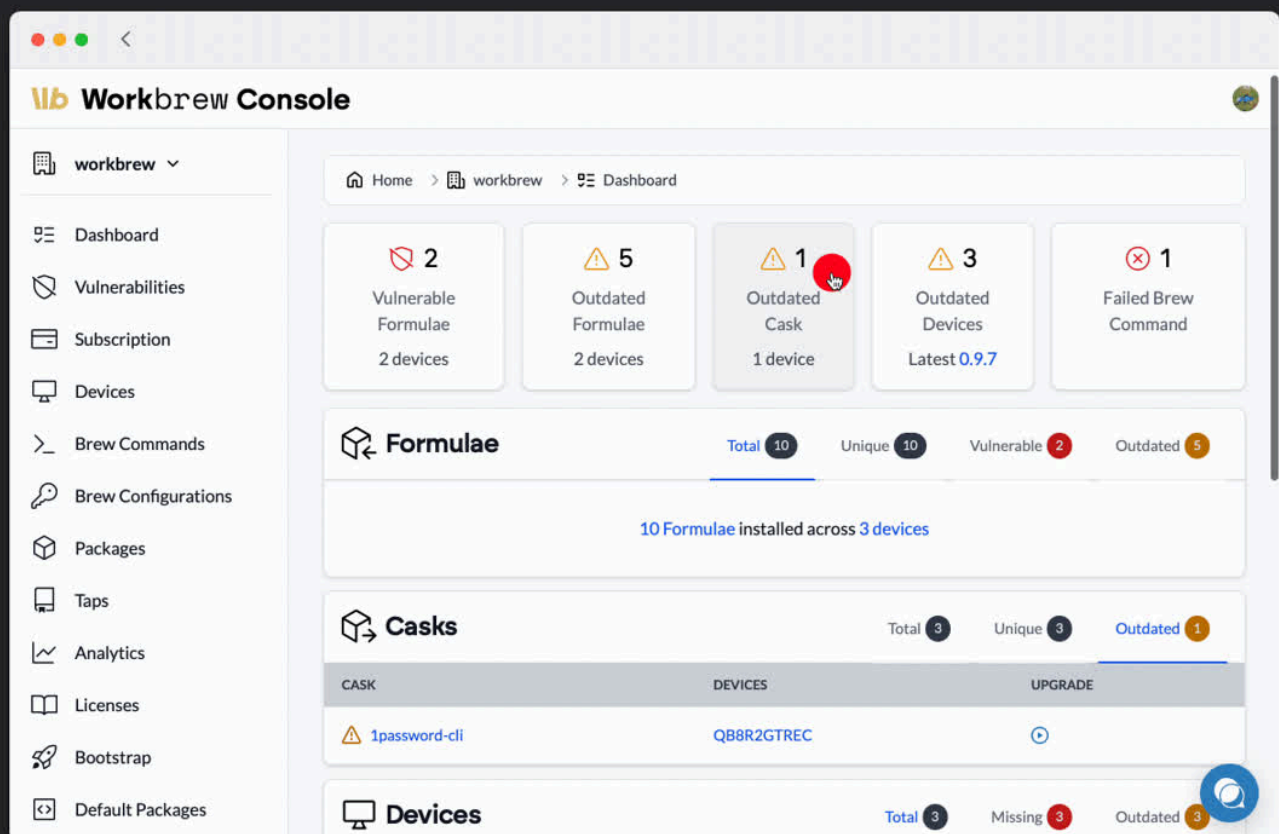 Workbrew Console
workbrew
Dashboard
Vulnerabilities
Subscription
Devices
Brew Commands
Brew Configurations
Packages
Taps
Analytics
Licenses
Bootstrap
Default Packages
Home > workbrew > Dashboard
2
Vulnerable
Formulae
2 devices
5
Outdated
Formulae
2 devices
1
Outdated
Cask
1 device
3
Outdated
Devices
Latest 0.9.7
1
Failed Brew
Command
Formulae Total 10 Unique 10 Vulnerable 2 Outdated 5
10 Formulae installed across 3 devices
Casks Total 3 Unique 3 Outdated 1
CASK DEVICES UPGRADE
1password-cli QB8R2GTREC
Devices Total 3 Missing 3 Outdated 3